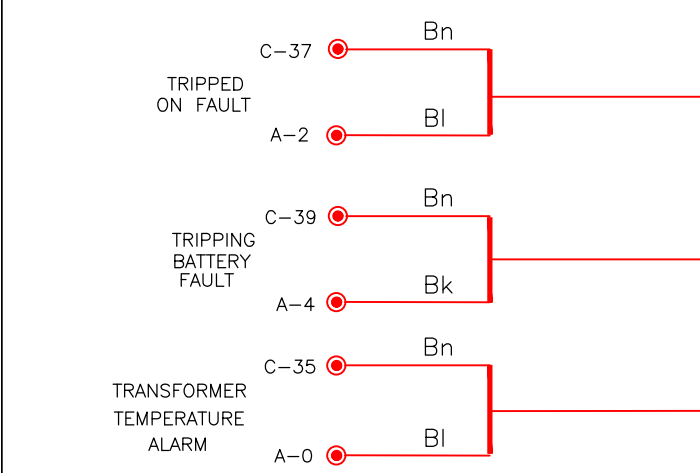 C-37 Bn
TRIPPED
ON FAULT
A-2 Bl
C-39 Bn
TRIPPING
BATTERY
FAULT
A-4 Bk
C-35 Bn
TRANSFORMER
TEMPERATURE
ALARM
A-0 Bl